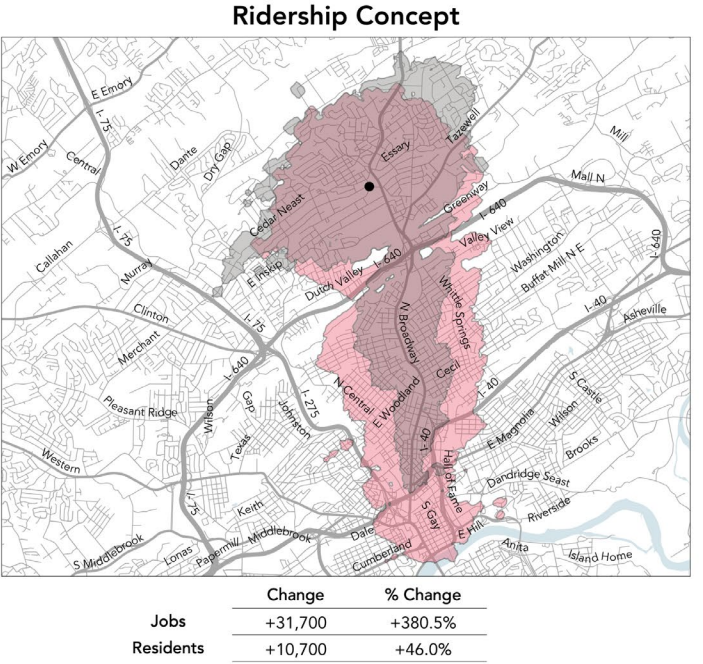 Ridership Concept
E Emory
I- 75
W Emory
Central
Dante
Dry Gap
Essary
Tazewell
Mill
Mall N
Cedar Neast
Greenway
I- 640
Valley View
I- 75
Callahan
Murray
E Inskip
Dutch Valley
I- 640
Washington
Buffat Mill N E
I-640
Clinton
Merchant
I- 75
N Broadway
Whittle Springs
I-40
Asheville
I-640
Pleasant Ridge
Wilson
Gap
Texas
Johnston
I-275
N Central
E Woodland
Cecil
I- 40
S Castle
Wilson
E Magnolia
Brooks
Western
I-75
Keith
I-40
Hall of Fame
Dandridge Seast
Riverside
S Middlebrook
Lonas
Papermill
Middlebrook
Dale
Cumberland
S Gay
E Hill
Anita
Island Home
Change % Change
Jobs +31,700 +380.5%
Residents +10,700 +46.0%